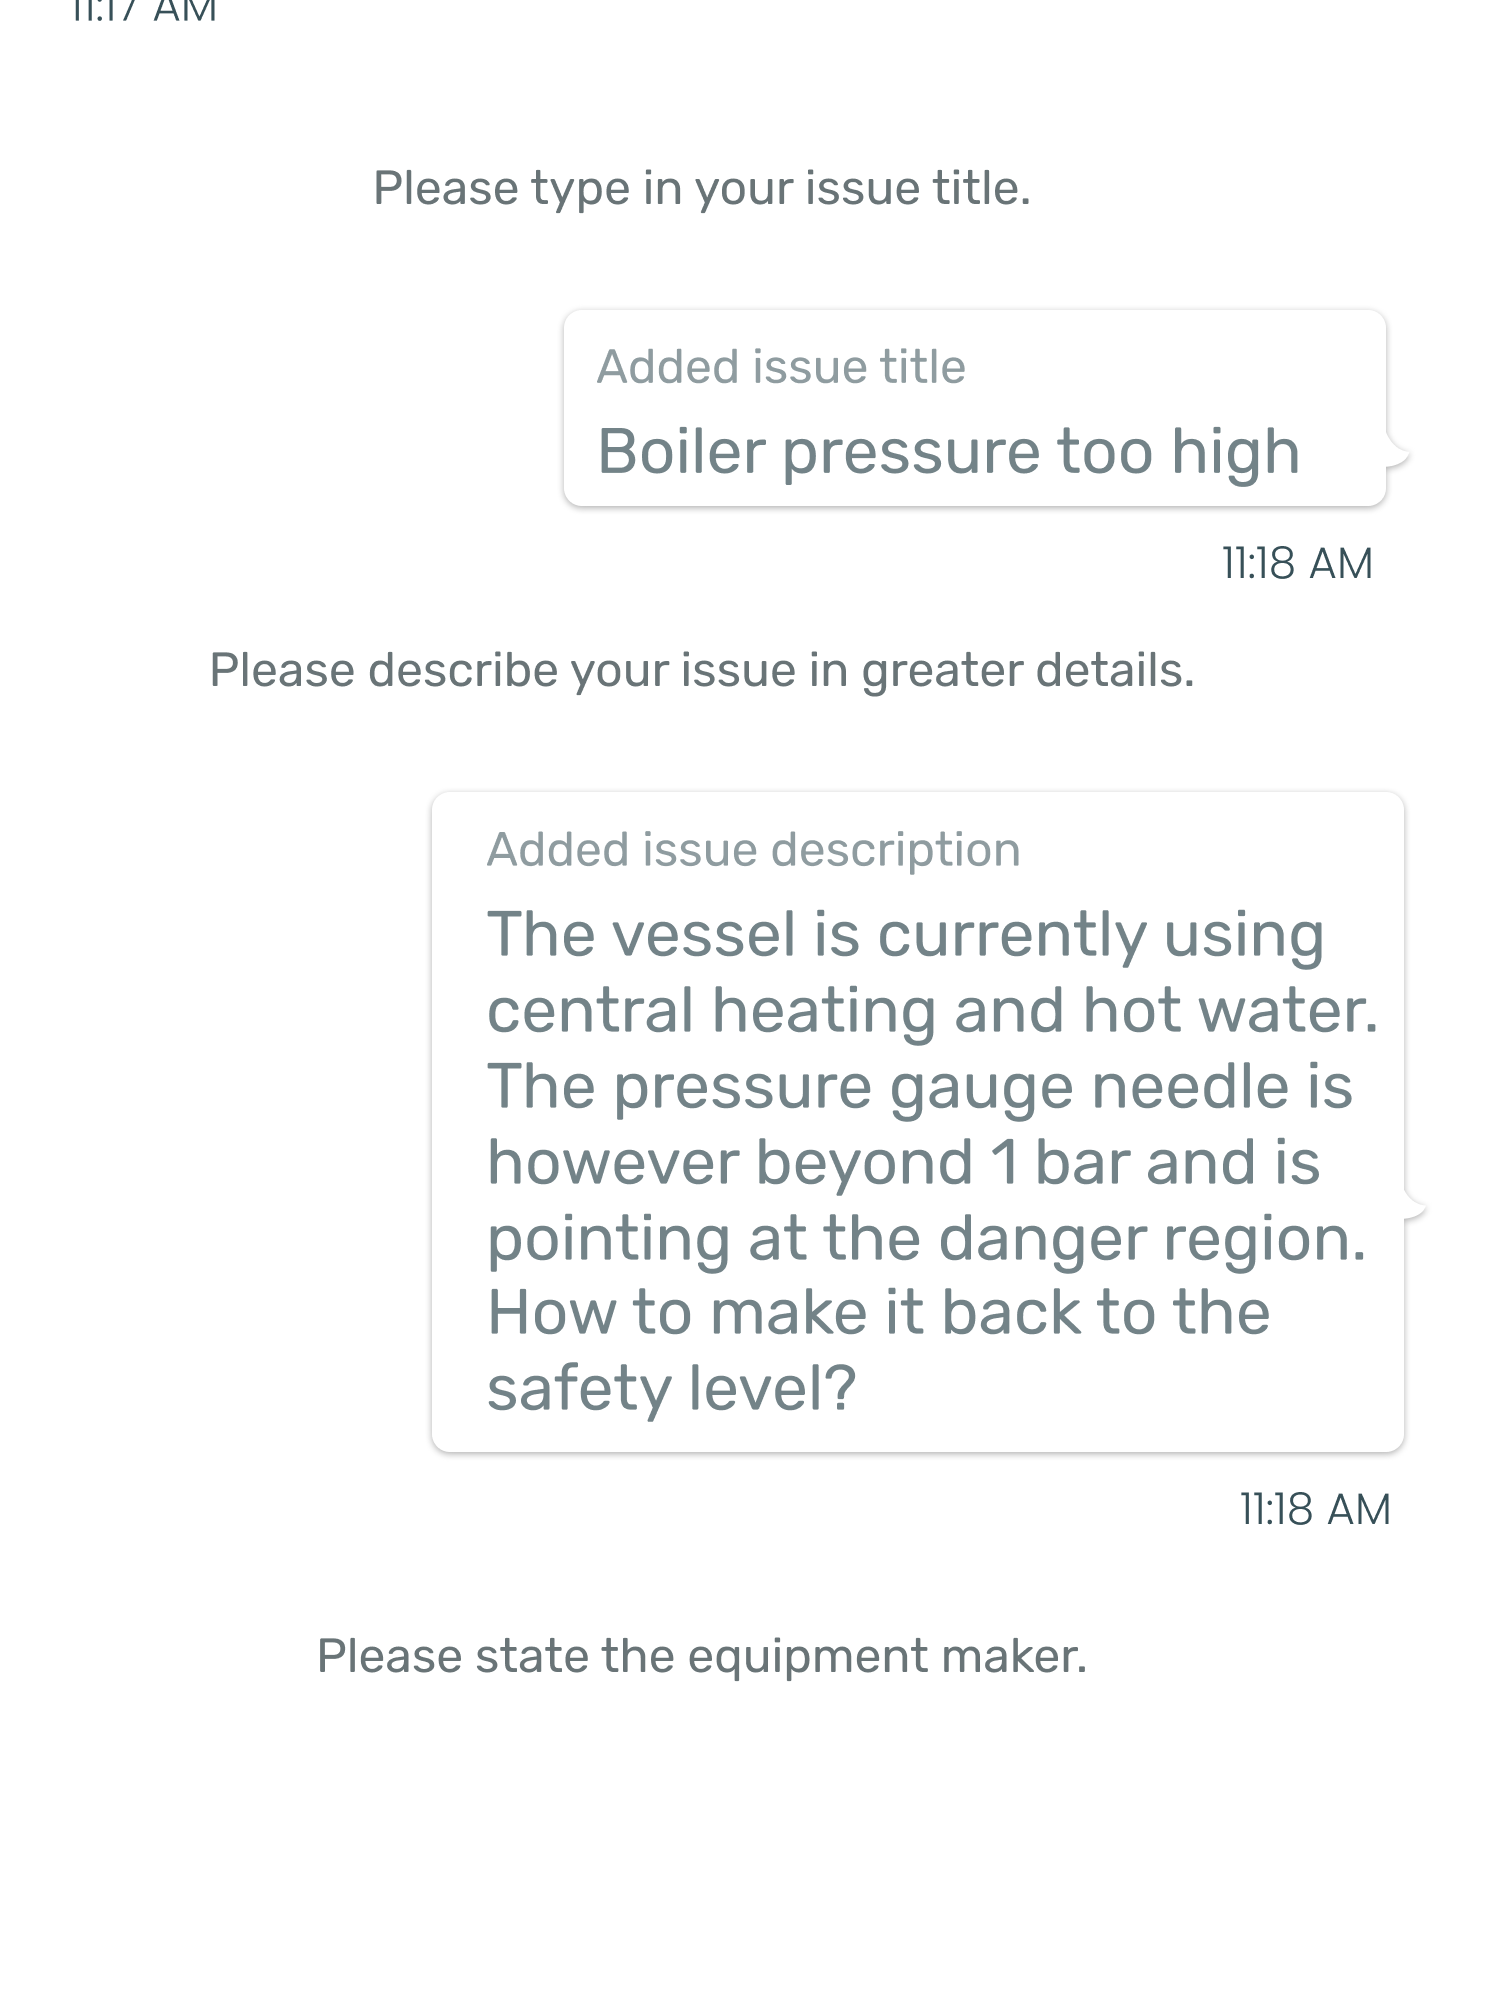 11:17 AM
Please type in your issue title.
Added issue title
Boiler pressure too high
11:18 AM
Please describe your issue in greater details.
Added issue description
The vessel is currently using
central heating and hot water.
The pressure gauge needle is
however beyond 1 bar and is
pointing at the danger region.
How to make it back to the
safety level?
11:18 AM
Please state the equipment maker.